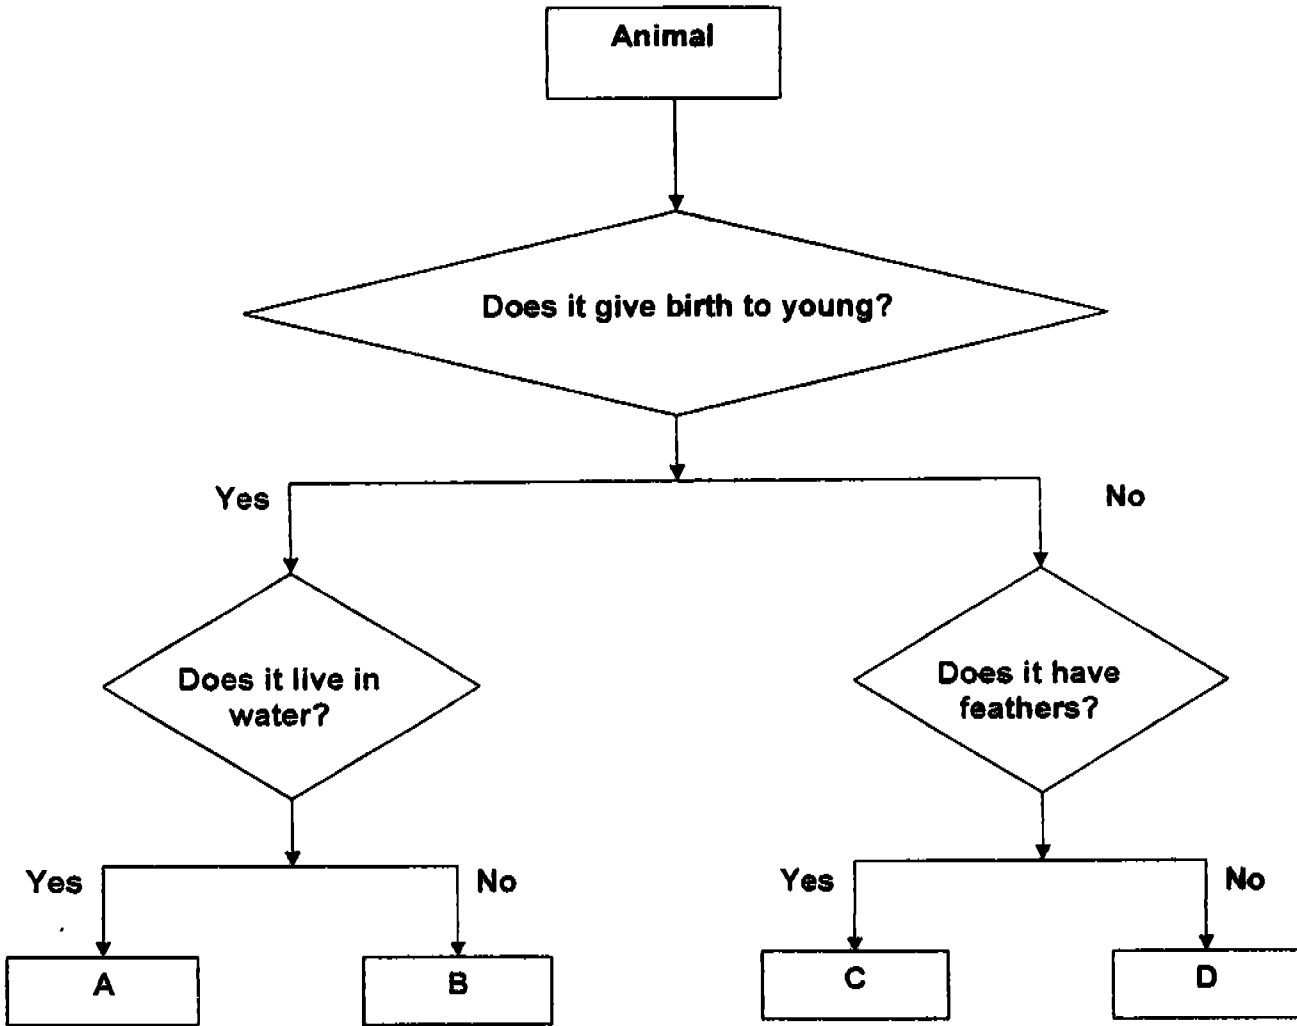 Animal
Does it give birth to young?
Yes
No
Does it live in
water?
Does it have
feathers?
Yes
No
Yes
No
A
B
C
D